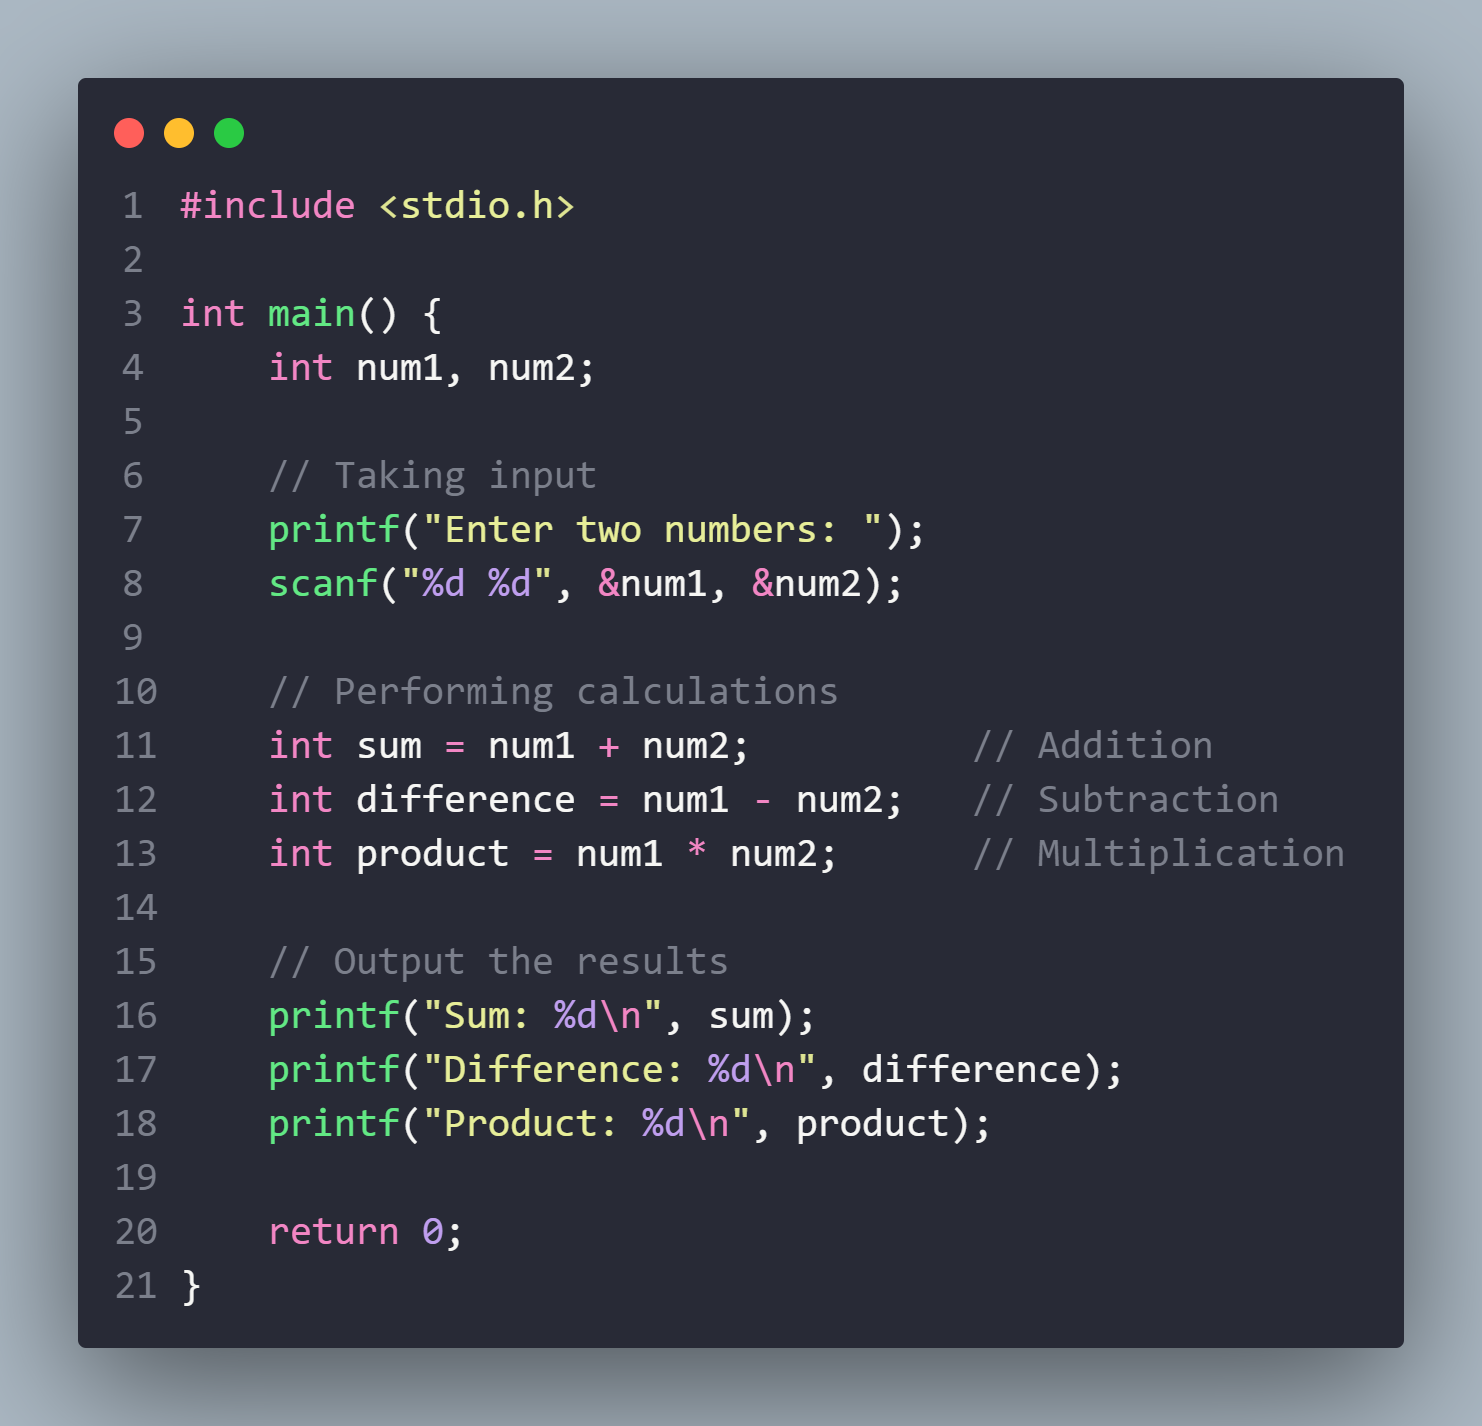 1 #include <stdio.h>
2
3 int main() {
4     int num1, num2;
5
6     // Taking input
7     printf("Enter two numbers: ");
8     scanf("%d %d", &num1, &num2);
9
10     // Performing calculations
11     int sum = num1 + num2;          // Addition
12     int difference = num1 - num2;   // Subtraction
13     int product = num1 * num2;      // Multiplication
14
15     // Output the results
16     printf("Sum: %d\n", sum);
17     printf("Difference: %d\n", difference);
18     printf("Product: %d\n", product);
19
20     return 0;
21 }